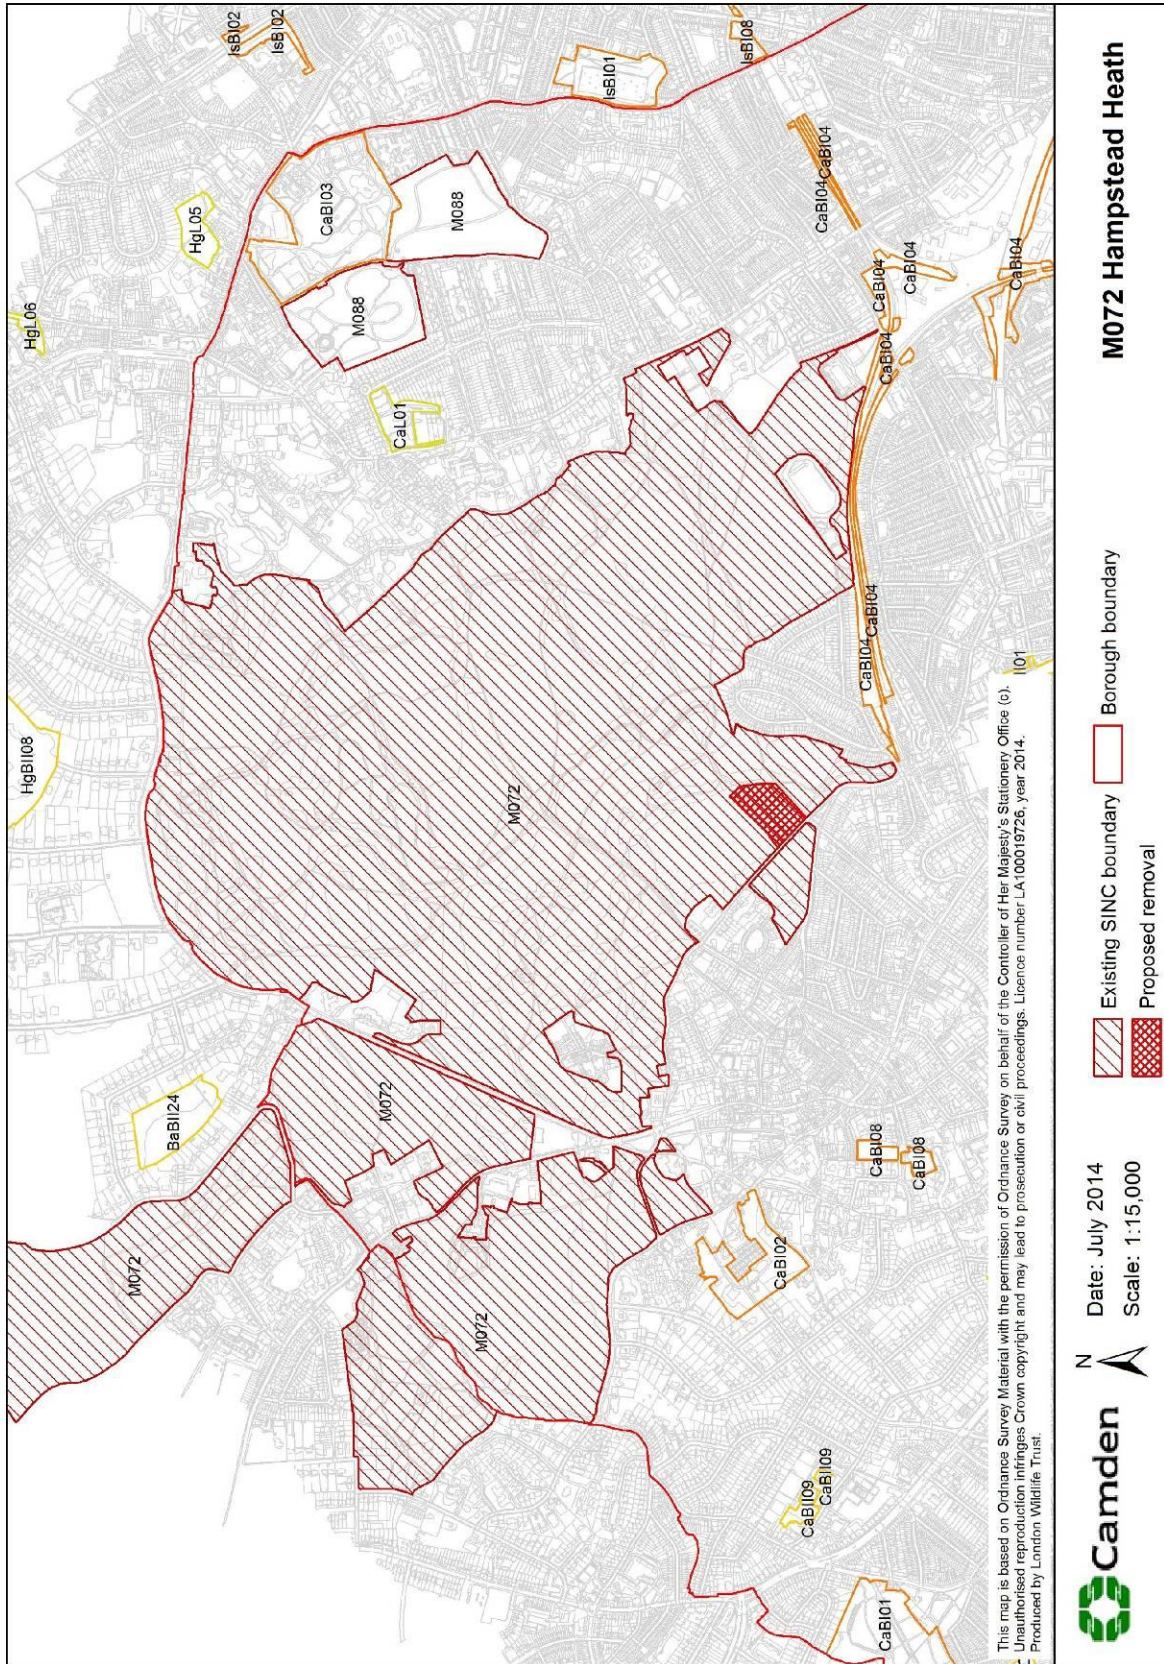 HgBII08
HgL06
M072
BaBII24
HgL05
IsBI02
IsBI02
CaBI03
M088
M072
CaL01
M088
M072
M072
IsBI01
IsBI08
CaBI02
CaBII09
CaBII09
CaBI04
CaBI04
CaBI04
CaBI04
CaBI04
CaBI04
CaBI01
CaBI08
CaBI08
CaBI04
CaBI04
II01
This map is based on Ordnance Survey Material with the permission of Ordnance Survey on behalf of the Controller of Her Majesty's Stationery Office (c).
Unauthorised reproduction infringes Crown copyright and may lead to prosecution or civil proceedings. Licence number LA100019726, year 2014.
Produced by London Wildlife Trust.
Camden
N
Date: July 2014
Scale: 1:15,000
Existing SINC boundary
Proposed removal
Borough boundary
M072 Hampstead Heath